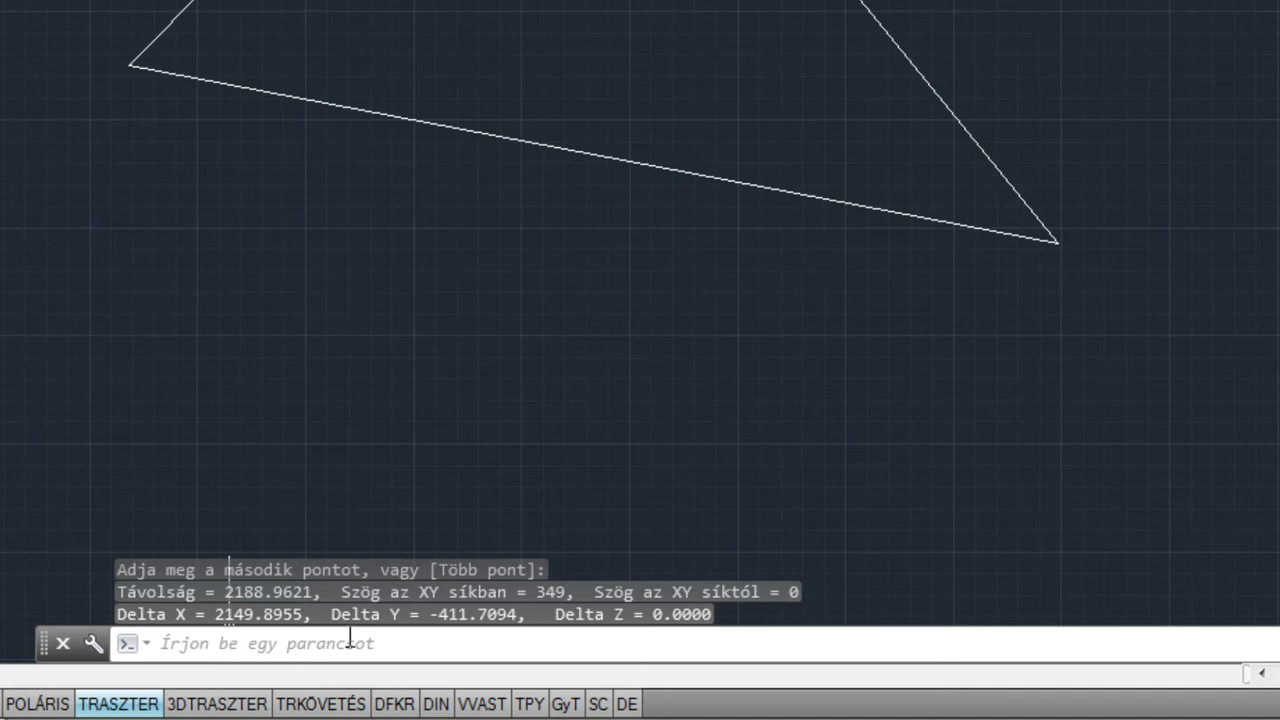 Adja meg a második pontot, vagy [Több pont]:
Távolság = 2188.9621, Szög az XY síkban = 349, Szög az XY síktól = 0
Delta X = 2149.8955, Delta Y = -411.7094, Delta Z = 0.0000
Írjon be egy parancsot
POLÁRIS TRASZTER 3DTRASZTER TRKÖVETÉS DFKR DIN VVAST TPY GyT SC DE